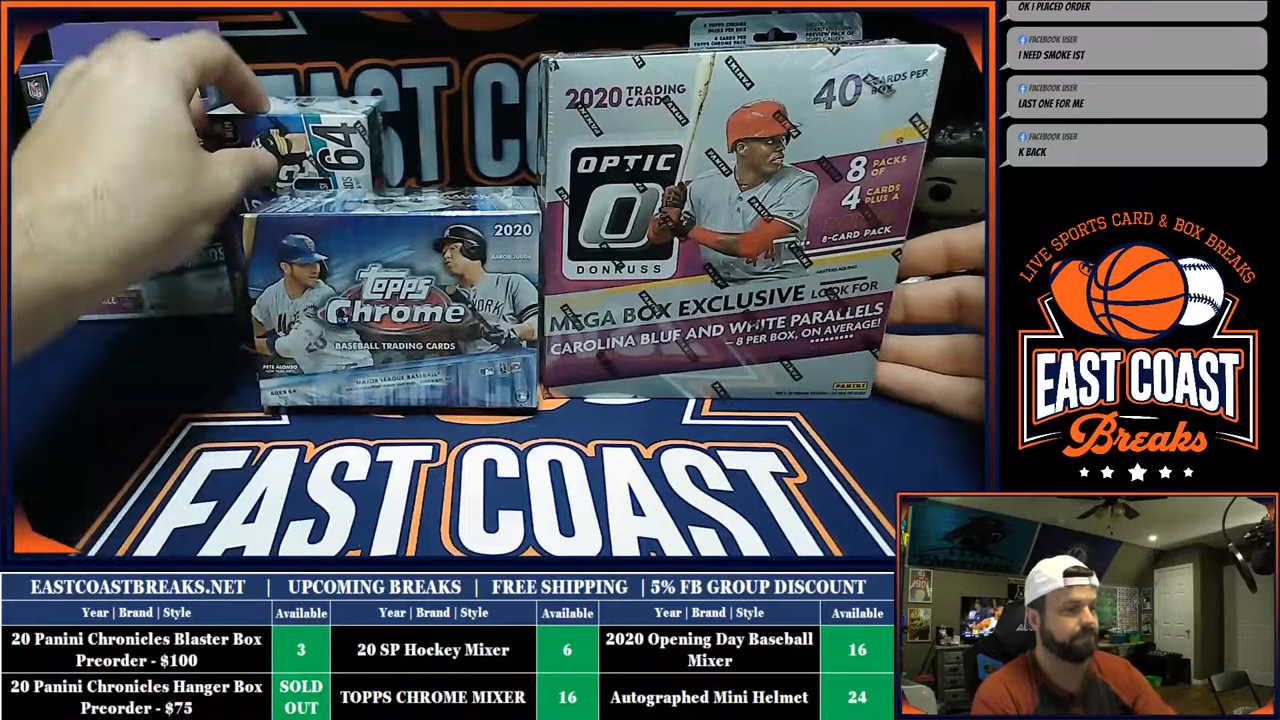 OK I PLACED ORDER
FACEBOOK USER
I NEED SMOKE IST
FACEBOOK USER
LAST ONE FOR ME
FACEBOOK USER
K BACK
LIVE SPORTS CARD & BOX BREAKS
EAST COAST
Breaks
NFL
64
2020
AARON JUDGE
topps
Chrome
BASEBALL TRADING CARDS
PETE ALONSO
MAJOR LEAGUE BASEBALL
2020 TRADING
CARDS
40 CARDS PER
BOX
PANINI
OPTIC
DONRUSS
8 PACKS
OF
4 CARDS
PLUS A
8-CARD PACK
MEGA BOX EXCLUSIVE LOOK FOR
CAROLINA BLUE AND WHITE PARALLELS
– 8 PER BOX, ON AVERAGE!
PANINI
EAST COAST
EASTCOASTBREAKS.NET | UPCOMING BREAKS | FREE SHIPPING | 5% FB GROUP DISCOUNT
Year | Brand | Style Available Year | Brand | Style Available Year | Brand | Style Available
20 Panini Chronicles Blaster Box
Preorder - $100
3
20 SP Hockey Mixer
6
2020 Opening Day Baseball
Mixer
16
20 Panini Chronicles Hanger Box
Preorder - $75
SOLD
OUT
TOPPS CHROME MIXER
16
Autographed Mini Helmet
24